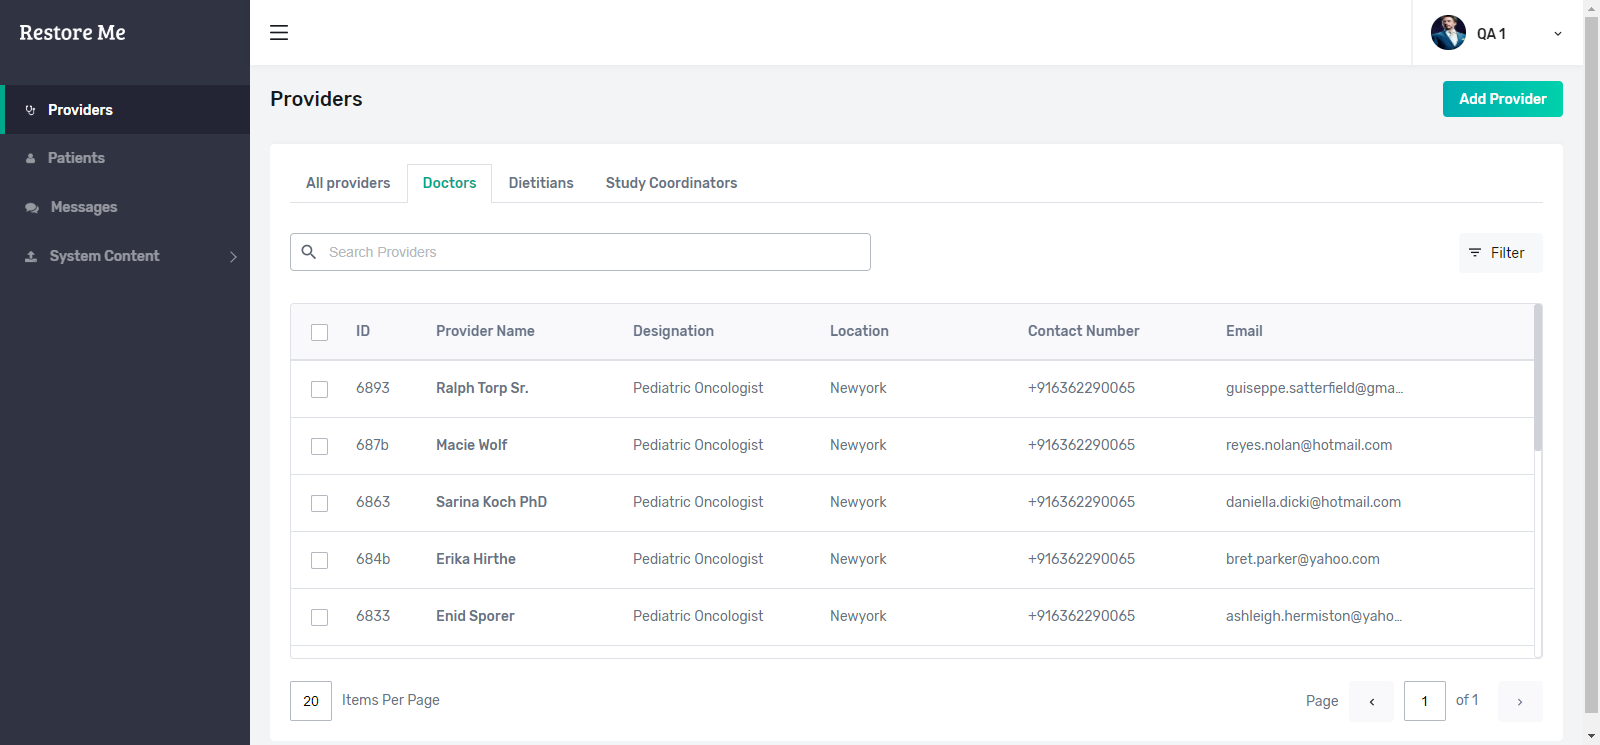 Restore Me
QA 1
Providers
Patients
Messages
System Content
Providers
Add Provider
All providers Doctors Dietitians Study Coordinators
Search Providers
Filter
ID Provider Name Designation Location Contact Number Email
6893 Ralph Torp Sr. Pediatric Oncologist Newyork +916362290065 guiseppe.satterfield@gma...
687b Macie Wolf Pediatric Oncologist Newyork +916362290065 reyes.nolan@hotmail.com
6863 Sarina Koch PhD Pediatric Oncologist Newyork +916362290065 daniella.dicki@hotmail.com
684b Erika Hirthe Pediatric Oncologist Newyork +916362290065 bret.parker@yahoo.com
6833 Enid Sporer Pediatric Oncologist Newyork +916362290065 ashleigh.hermiston@yaho...
20 Items Per Page
Page 1 of 1